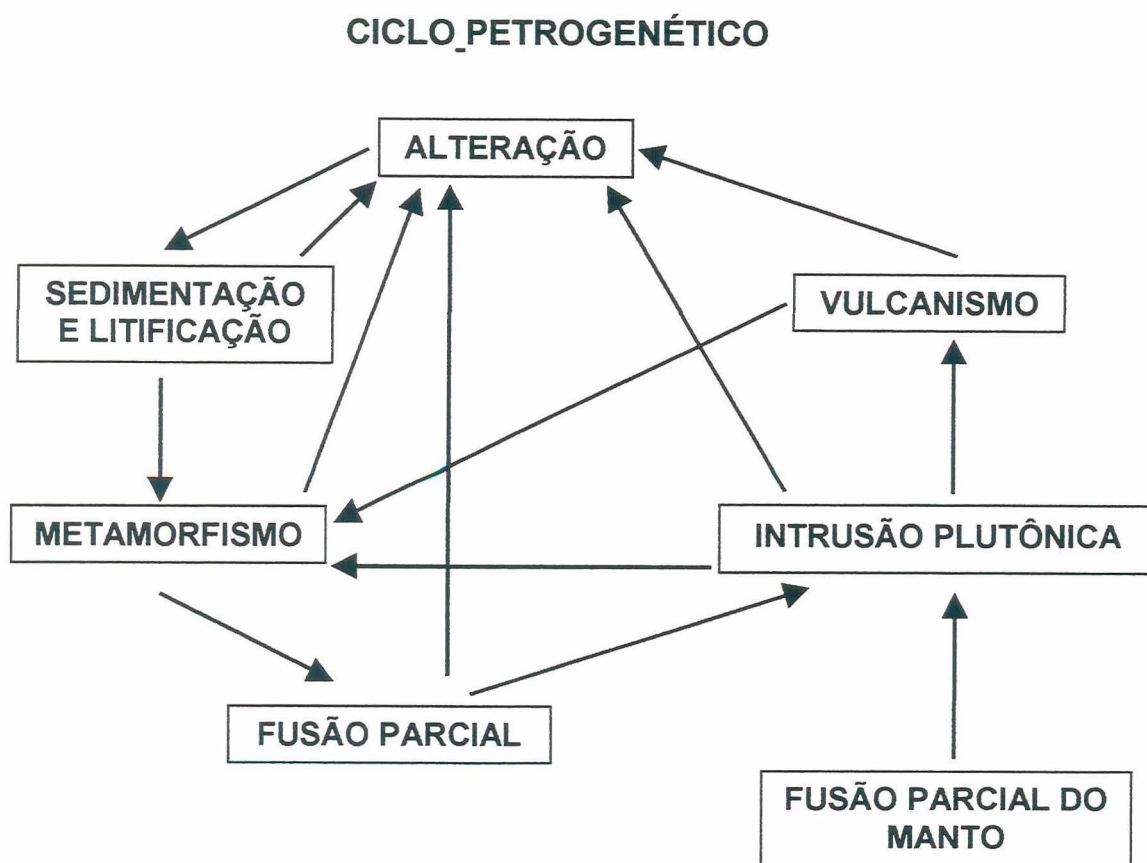 CICLO_PETROGENÉTICO
ALTERAÇÃO
SEDIMENTAÇÃO
E LITIFICAÇÃO
VULCANISMO
METAMORFISMO
INTRUSÃO PLUTÔNICA
FUSÃO PARCIAL
FUSÃO PARCIAL DO
MANTO